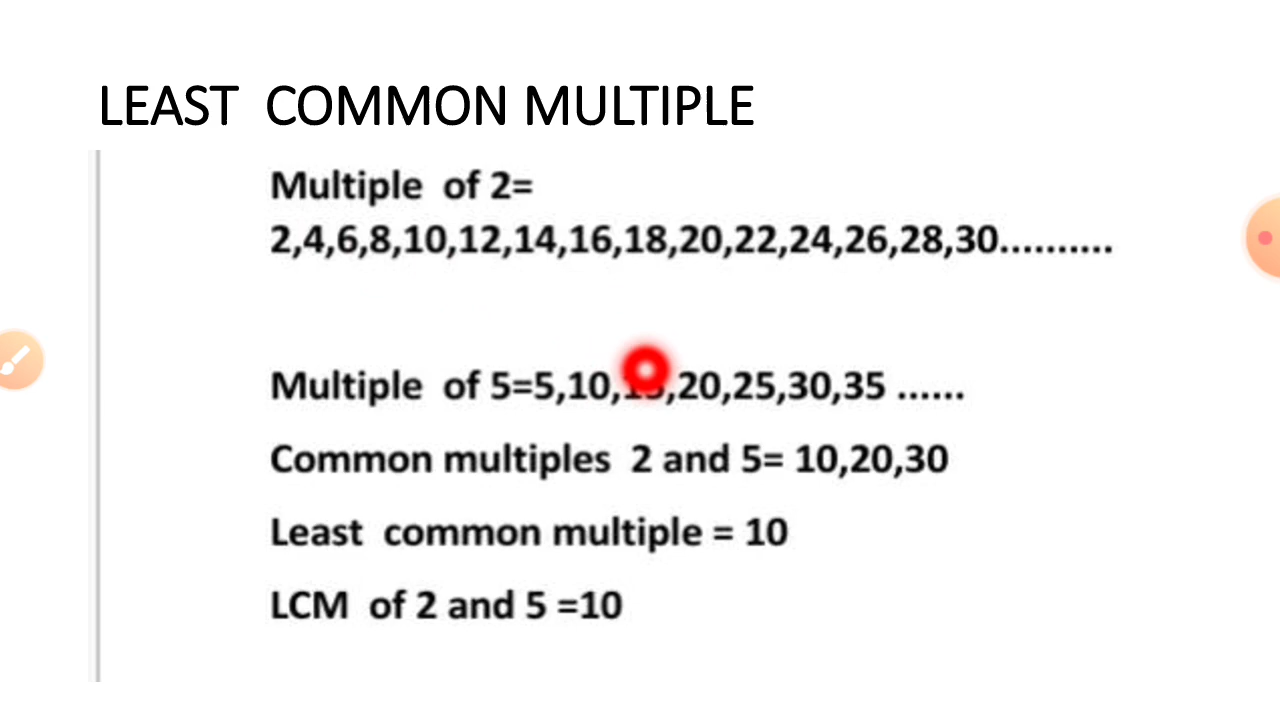 LEAST COMMON MULTIPLE
Multiple of 2=
2,4,6,8,10,12,14,16,18,20,22,24,26,28,30..........
Multiple of 5=5,10,15,20,25,30,35 ......
Common multiples 2 and 5= 10,20,30
Least common multiple = 10
LCM of 2 and 5 =10